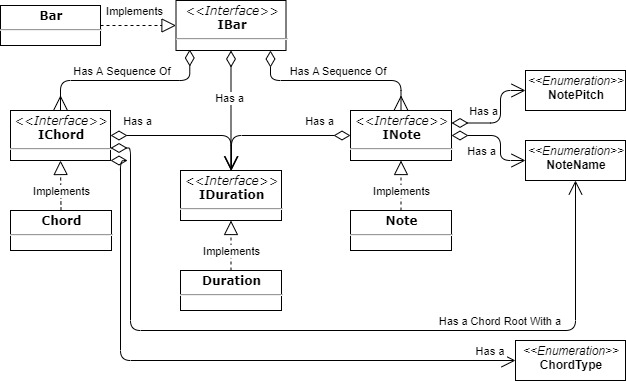 Bar
Implements
<<Interface>>
IBar
Has A Sequence Of
Has A Sequence Of
Has a
<<Interface>>
IChord
Has a
Has a
<<Interface>>
INote
Has a
<<Enumeration>>
NotePitch
Has a
<<Enumeration>>
NoteName
Implements
<<Interface>>
IDuration
Implements
Chord
Note
Implements
Duration
Has a Chord Root With a
Has a
<<Enumeration>>
ChordType